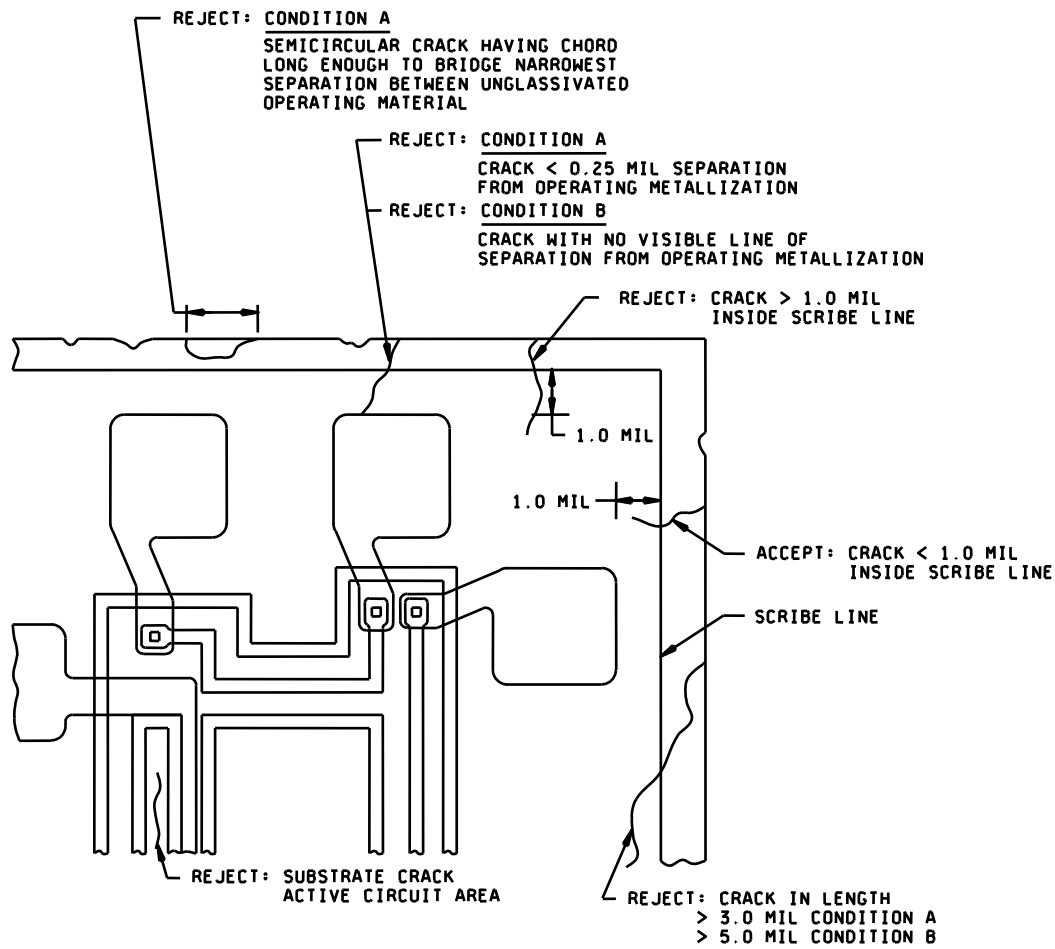 REJECT: CONDITION A
SEMICIRCULAR CRACK HAVING CHORD
LONG ENOUGH TO BRIDGE NARROWEST
SEPARATION BETWEEN UNGLASSIVATED
OPERATING MATERIAL
REJECT: CONDITION A
CRACK < 0.25 MIL SEPARATION
FROM OPERATING METALLIZATION
REJECT: CONDITION B
CRACK WITH NO VISIBLE LINE OF
SEPARATION FROM OPERATING METALLIZATION
REJECT: CRACK > 1.0 MIL
INSIDE SCRIBE LINE
1.0 MIL
1.0 MIL
ACCEPT: CRACK < 1.0 MIL
INSIDE SCRIBE LINE
SCRIBE LINE
REJECT: SUBSTRATE CRACK
ACTIVE CIRCUIT AREA
REJECT: CRACK IN LENGTH
> 3.0 MIL CONDITION A
> 5.0 MIL CONDITION B